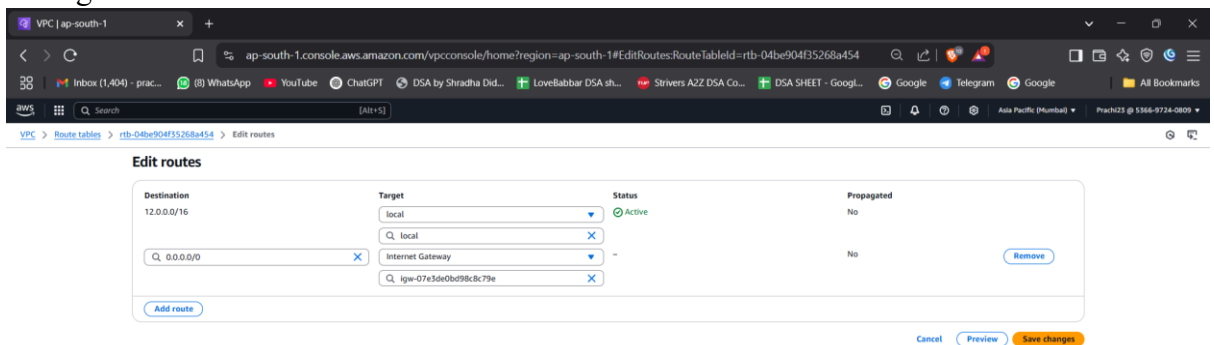 VPC | ap-south-1
ap-south-1.console.aws.amazon.com/vpcconsole/home?region=ap-south-1#EditRoutes:RouteTableId=rtb-04be904f35268a454
Inbox (1,404) - prac... (8) WhatsApp YouTube ChatGPT DSA by Shradha Did... LoveBabbar DSA sh... Strivers A2Z DSA Co... DSA SHEET - Googl... Google Telegram Google All Bookmarks
aws Search [Alt+S] Asia Pacific (Mumbai) Prachi23 @ 5366-9724-0809
VPC > Route tables > rtb-04be904f35268a454 > Edit routes
Edit routes
Destination Target Status Propagated
12.0.0.0/16 local Active No
local
0.0.0.0/0 Internet Gateway - No Remove
igw-07e3de0bd98c8c79e
Add route
Cancel Preview Save changes